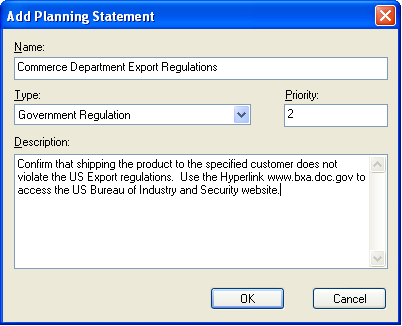 Add Planning Statement
Name:
Commerce Department Export Regulations
Type:
Priority:
Government Regulation
2
Description:
Confirm that shipping the product to the specified customer does not
violate the US Export regulations.  Use the Hyperlink www.bxa.doc.gov to
access the US Bureau of Industry and Security website.
OK
Cancel